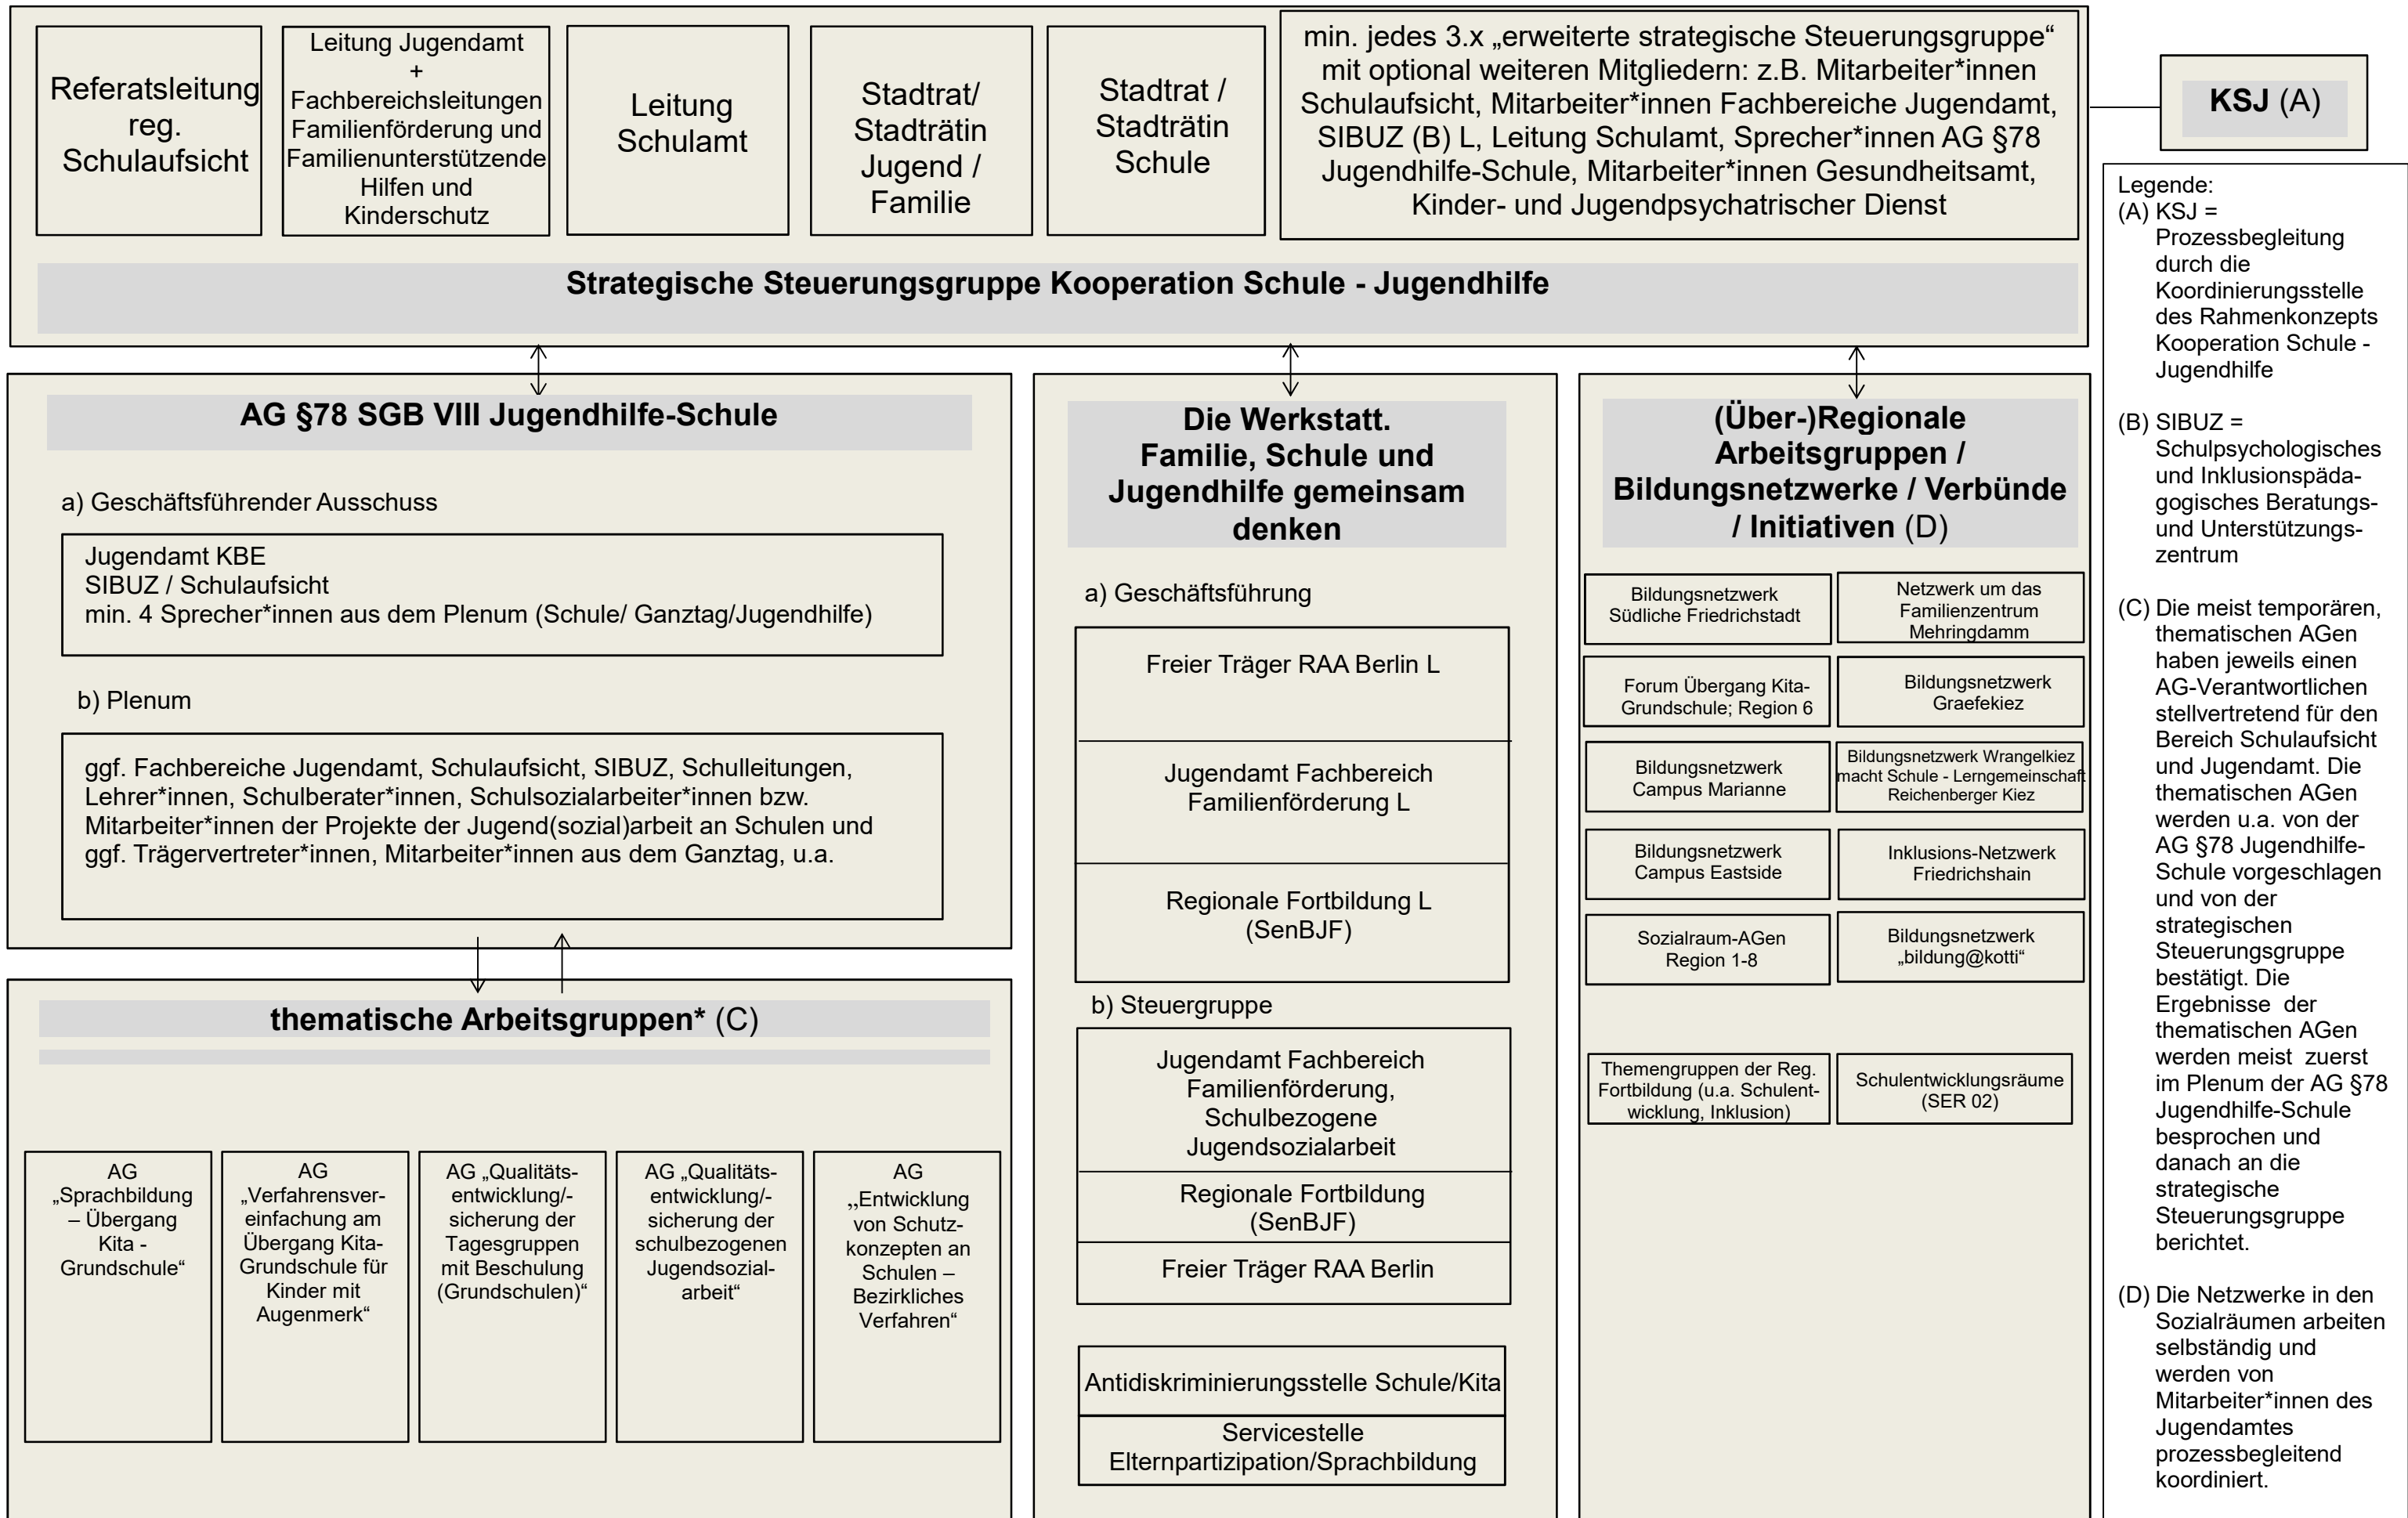 Referatsleitung
reg.
Schulaufsicht
Leitung Jugendamt
+
Fachbereichsleitungen
Familienförderung und
Familienunterstützende
Hilfen und
Kinderschutz
Leitung
Schulamt
Stadtrat/
Stadträtin
Jugend /
Familie
Stadtrat /
Stadträtin
Schule
min. jedes 3.x „erweiterte strategische Steuerungsgruppe“
mit optional weiteren Mitgliedern: z.B. Mitarbeiter*innen
Schulaufsicht, Mitarbeiter*innen Fachbereiche Jugendamt,
SIBUZ (B) L, Leitung Schulamt, Sprecher*innen AG §78
Jugendhilfe-Schule, Mitarbeiter*innen Gesundheitsamt,
Kinder- und Jugendpsychatrischer Dienst
Strategische Steuerungsgruppe Kooperation Schule - Jugendhilfe
KSJ (A)
AG §78 SGB VIII Jugendhilfe-Schule
a) Geschäftsführender Ausschuss
Jugendamt KBE
SIBUZ / Schulaufsicht
min. 4 Sprecher*innen aus dem Plenum (Schule/ Ganztag/Jugendhilfe)
b) Plenum
ggf. Fachbereiche Jugendamt, Schulaufsicht, SIBUZ, Schulleitungen,
Lehrer*innen, Schulberater*innen, Schulsozialarbeiter*innen bzw.
Mitarbeiter*innen der Projekte der Jugend(sozial)arbeit an Schulen und
ggf. Trägervertreter*innen, Mitarbeiter*innen aus dem Ganztag, u.a.
thematische Arbeitsgruppen* (C)
AG
„Sprachbildung
– Übergang
Kita -
Grundschule“
AG
„Verfahrensver-
einfachung am
Übergang Kita-
Grundschule für
Kinder mit
Augenmerk“
AG „Qualitäts-
entwicklung/-
sicherung der
Tagesgruppen
mit Beschulung
(Grundschulen)“
AG „Qualitäts-
entwicklung/-
sicherung der
schulbezogenen
Jugendsozial-
arbeit“
AG
„Entwicklung
von Schutz-
konzepten an
Schulen –
Bezirkliches
Verfahren“
Die Werkstatt.
Familie, Schule und
Jugendhilfe gemeinsam
denken
a) Geschäftsführung
Freier Träger RAA Berlin L
Jugendamt Fachbereich
Familienförderung L
Regionale Fortbildung L
(SenBJF)
b) Steuergruppe
Jugendamt Fachbereich
Familienförderung,
Schulbezogene
Jugendsozialarbeit
Regionale Fortbildung
(SenBJF)
Freier Träger RAA Berlin
Antidiskriminierungsstelle Schule/Kita
Servicestelle
Elternpartizipation/Sprachbildung
(Über-)Regionale
Arbeitsgruppen /
Bildungsnetzwerke / Verbünde
/ Initiativen (D)
Bildungsnetzwerk
Südliche Friedrichstadt
Netzwerk um das
Familienzentrum
Mehringdamm
Forum Übergang Kita-
Grundschule; Region 6
Bildungsnetzwerk
Graefekiez
Bildungsnetzwerk
Campus Marianne
Bildungsnetzwerk Wrangelkiez
macht Schule - Lerngemeinschaft
Reichenberger Kiez
Bildungsnetzwerk
Campus Eastside
Inklusions-Netzwerk
Friedrichshain
Sozialraum-AGen
Region 1-8
Bildungsnetzwerk
„bildung@kotti“
Themengruppen der Reg.
Fortbildung (u.a. Schulent-
wicklung, Inklusion)
Schulentwicklungsräume
(SER 02)
Legende:
(A) KSJ =
Prozessbegleitung
durch die
Koordinierungsstelle
des Rahmenkonzepts
Kooperation Schule -
Jugendhilfe
(B) SIBUZ =
Schulpsychologisches
und Inklusionspäda-
gogisches Beratungs-
und Unterstützungs-
zentrum
(C) Die meist temporären,
thematischen AGen
haben jeweils einen
AG-Verantwortlichen
stellvertretend für den
Bereich Schulaufsicht
und Jugendamt. Die
thematischen AGen
werden u.a. von der
AG §78 Jugendhilfe-
Schule vorgeschlagen
und von der
strategischen
Steuerungsgruppe
bestätigt. Die
Ergebnisse der
thematischen AGen
werden meist zuerst
im Plenum der AG §78
Jugendhilfe-Schule
besprochen und
danach an die
strategische
Steuerungsgruppe
berichtet.
(D) Die Netzwerke in den
Sozialräumen arbeiten
selbständig und
werden von
Mitarbeiter*innen des
Jugendamtes
prozessbegleitend
koordiniert.